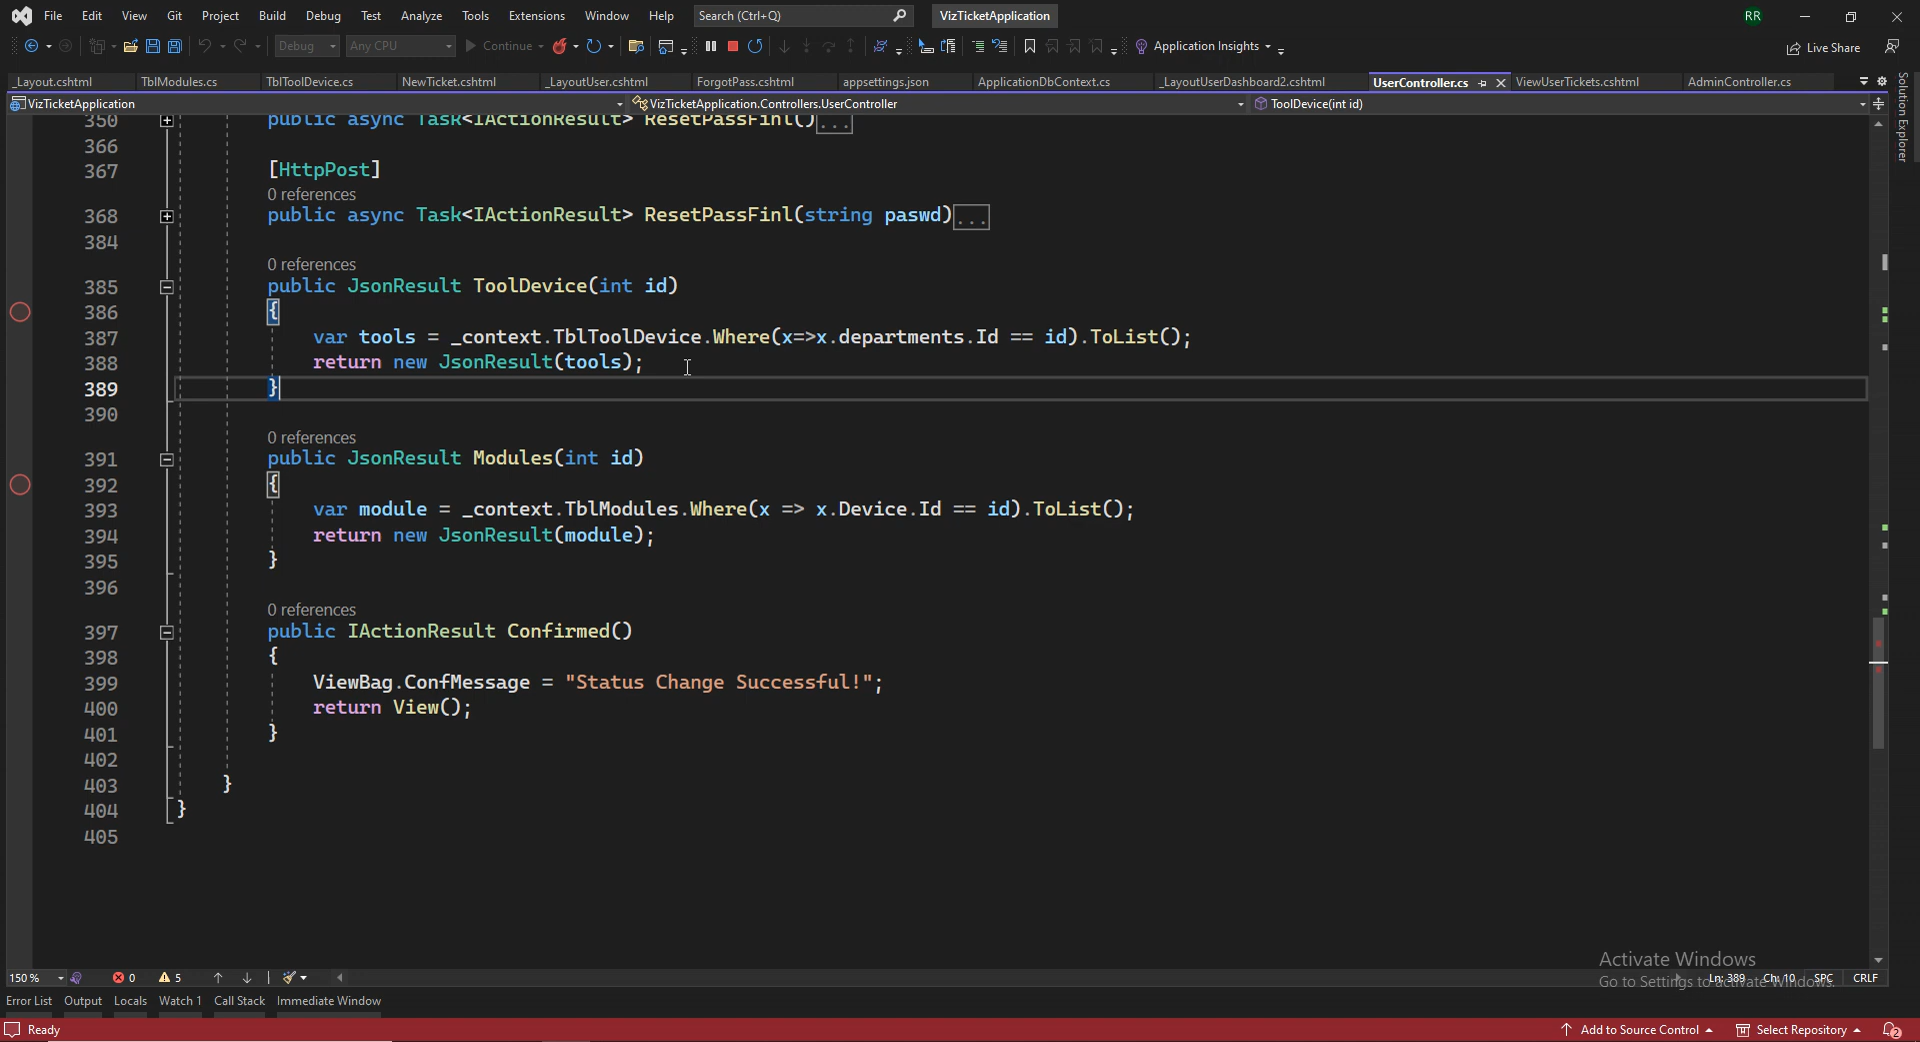 File Edit View Git Project Build Debug Test Analyze Tools Extensions Window Help Search (Ctrl+Q) VizTicketApplication RR
Debug Any CPU Continue Application Insights Live Share
_Layout.cshtml TblModules.cs TblToolDevice.cs NewTicket.cshtml _LayoutUser.cshtml ForgotPass.cshtml appsettings.json ApplicationDbContext.cs _LayoutUserDashboard2.cshtml UserController.cs ViewUserTickets.cshtml AdminController.cs
VizTicketApplication VizTicketApplication.Controllers.UserController ToolDevice(int id)
Solution Explorer
350 public async Task<IActionResult> ResetPassFinl()...
366
367 [HttpPost]
0 references
368 public async Task<IActionResult> ResetPassFinl(string paswd)...
384
0 references
385 public JsonResult ToolDevice(int id)
386 {
387 var tools = _context.TblToolDevice.Where(x=>x.departments.Id == id).ToList();
388 return new JsonResult(tools);
389 }
390
0 references
391 public JsonResult Modules(int id)
392 {
393 var module = _context.TblModules.Where(x => x.Device.Id == id).ToList();
394 return new JsonResult(module);
395 }
396
0 references
397 public IActionResult Confirmed()
398 {
399 ViewBag.ConfMessage = "Status Change Successful!";
400 return View();
401 }
402
403 }
404 }
405
Activate Windows
Go to Settings to activate Windows.
150 % 0 5 Ln: 389 Ch: 10 SPC CRLF
Error List Output Locals Watch 1 Call Stack Immediate Window
Ready Add to Source Control Select Repository 2